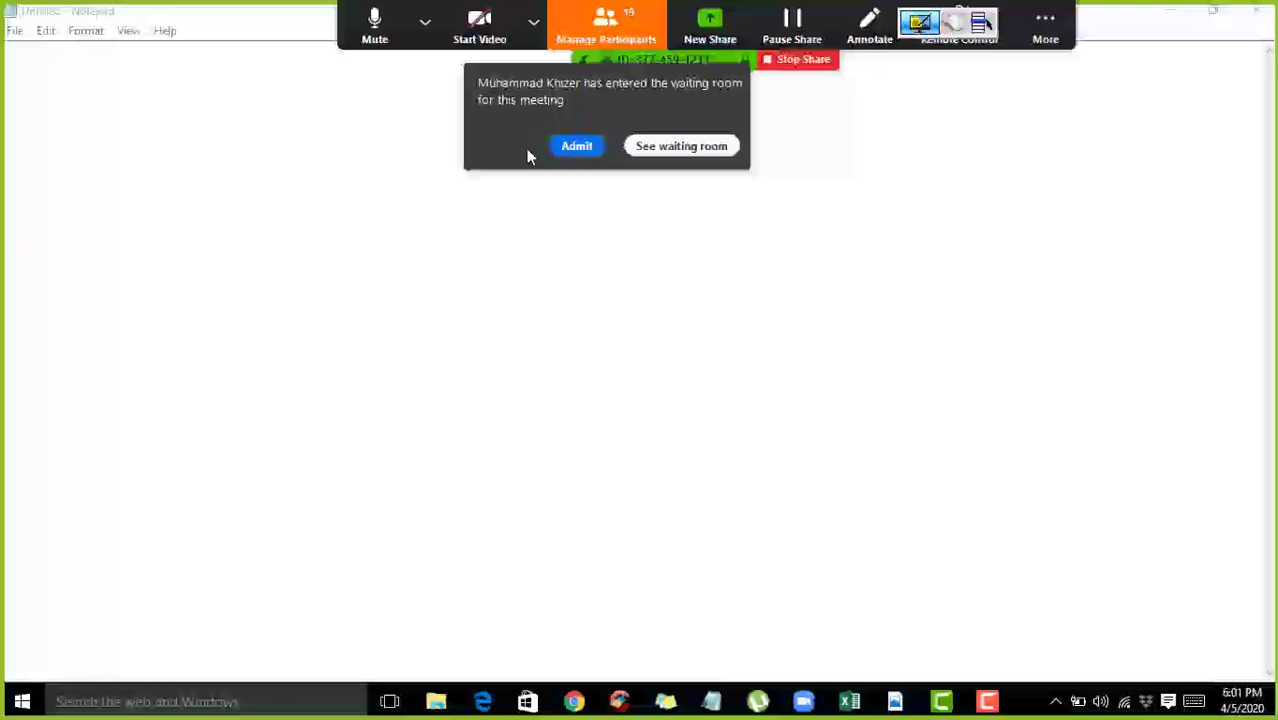 Untitled - Notepad
File Edit Format View Help
Mute
Start Video
19
Manage Participants
New Share
Pause Share
Annotate
Remote Control
More
Stop Share
Muhammad Khizer has entered the waiting room
for this meeting
Admit
See waiting room
Search the web and Windows
6:01 PM
4/5/2020